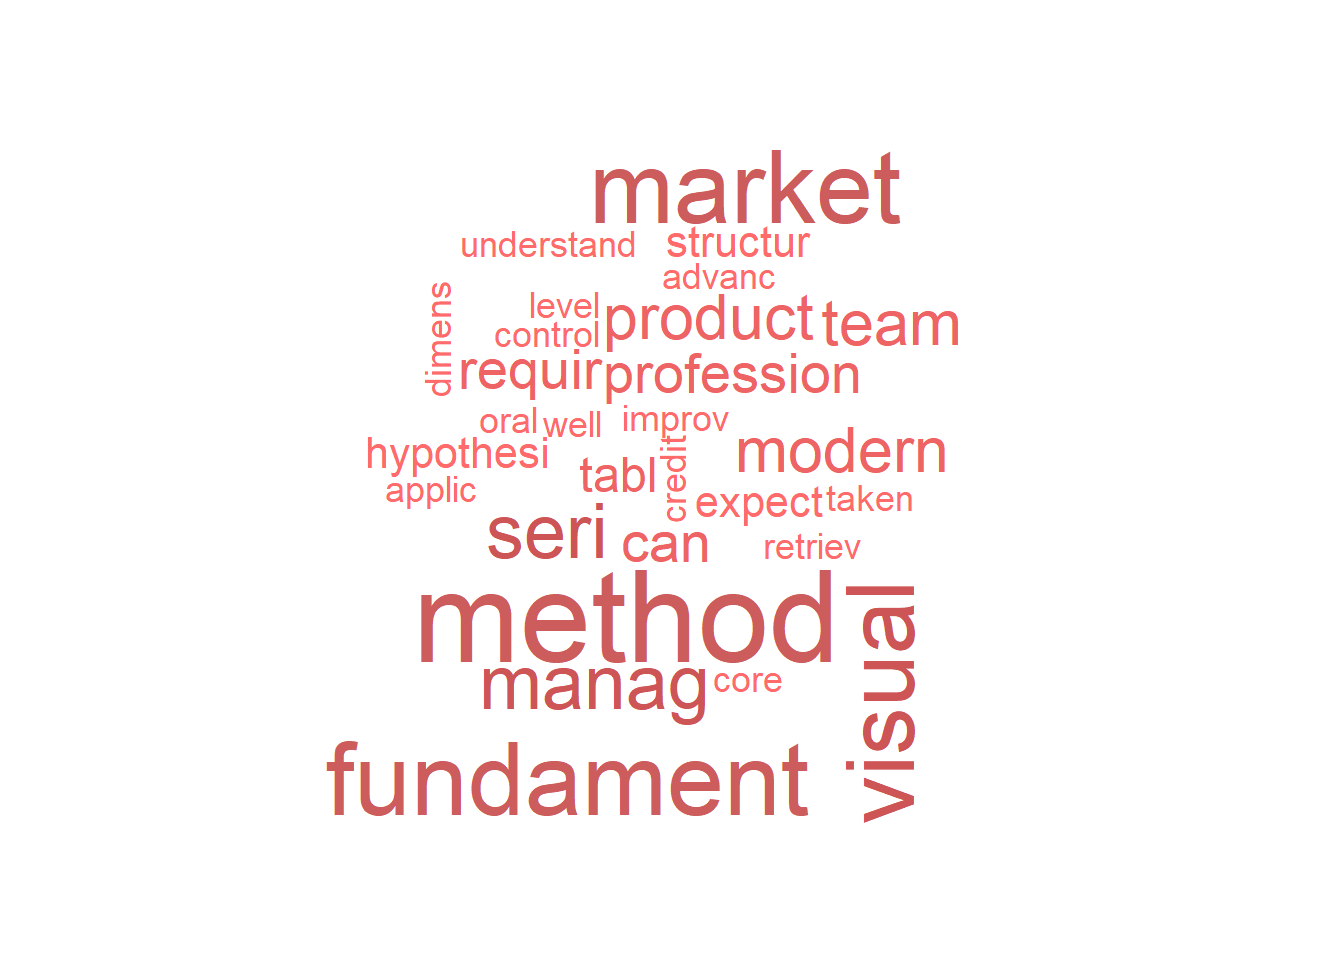 market
understand
structur
advanc
dimens
level
product
team
control
requir
profession
oral
well
improv
hypothesi
credit
modern
tabl
applic
expect
taken
seri
can
retriev
method
visual
manag
core
fundament